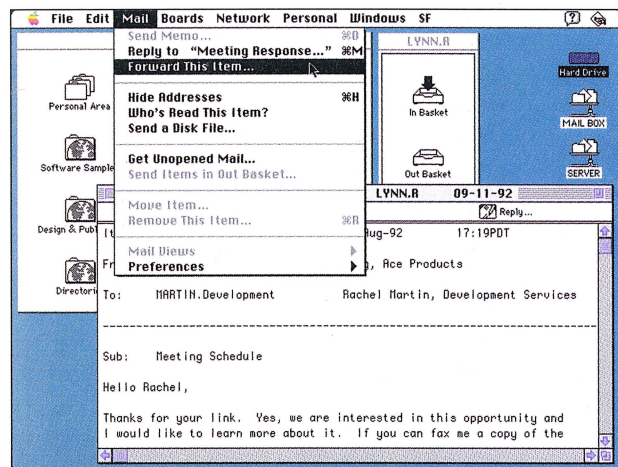 File Edit Mail Boards Network Personal Windows SF
Send Memo... ⌘B
Reply to “Meeting Response...” ⌘M
Forward This Item...
Hide Addresses ⌘H
Who's Read This Item?
Send a Disk File...
Get Unopened Mail...
Send Items in Out Basket...
Move Item...
Remove This Item... ⌘R
Mail Views
Preferences
Personal Area
Software Sample
Design & Publ
Directori
LYNN.R
In Basket
Out Basket
Hard Drive
MAIL BOX
SERVER
LYNN.R 09-11-92
Reply...
It ug-92 17:19PDT
Fr , Ace Products
To: MARTIN.Development Rachel Martin, Development Services
Sub: Meeting Schedule
Hello Rachel,
Thanks for your link. Yes, we are interested in this opportunity and
I would like to learn more about it. If you can fax me a copy of the